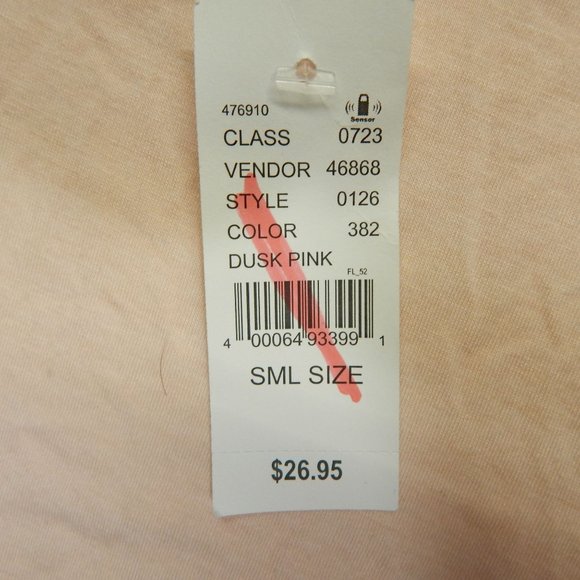 476910
Sensor
CLASS 0723
VENDOR 46868
STYLE 0126
COLOR 382
DUSK PINK
FL_52
4 00064 93399 1
SML SIZE
$26.95